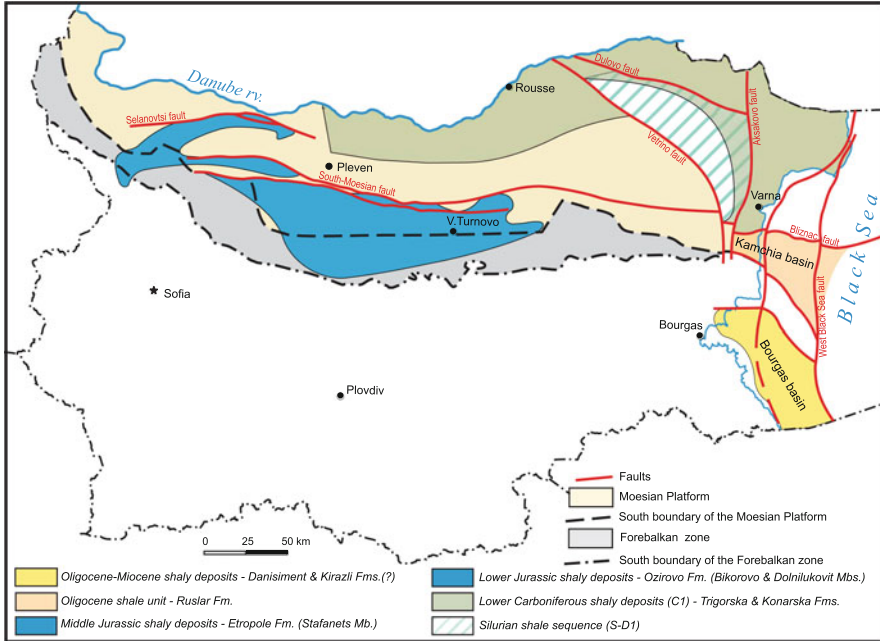 Danube rv.
Rousse
Dulovo fault
Selanovtsi fault
Vetrino fault
Aksakovo fault
Pleven
South-Moesian fault
V.Turnovo
Varna
Bliznac fault
Kamchia basin
Black Sea
West Black Sea fault
Sofia
Bourgas
Bourgas basin
Plovdiv
Faults
Moesian Platform
South boundary of the Moesian Platform
0 25 50 km
Forebalkan zone
South boundary of the Forebalkan zone
Oligocene-Miocene shaly deposits - Danisiment & Kirazli Fms.(?)
Lower Jurassic shaly deposits - Ozirovo Fm. (Bikorovo & Dolnilukovit Mbs.)
Oligocene shale unit - Ruslar Fm.
Lower Carboniferous shaly deposits (C1) - Trigorska & Konarska Fms.
Middle Jurassic shaly deposits - Etropole Fm. (Stafanets Mb.)
Silurian shale sequence (S-D1)